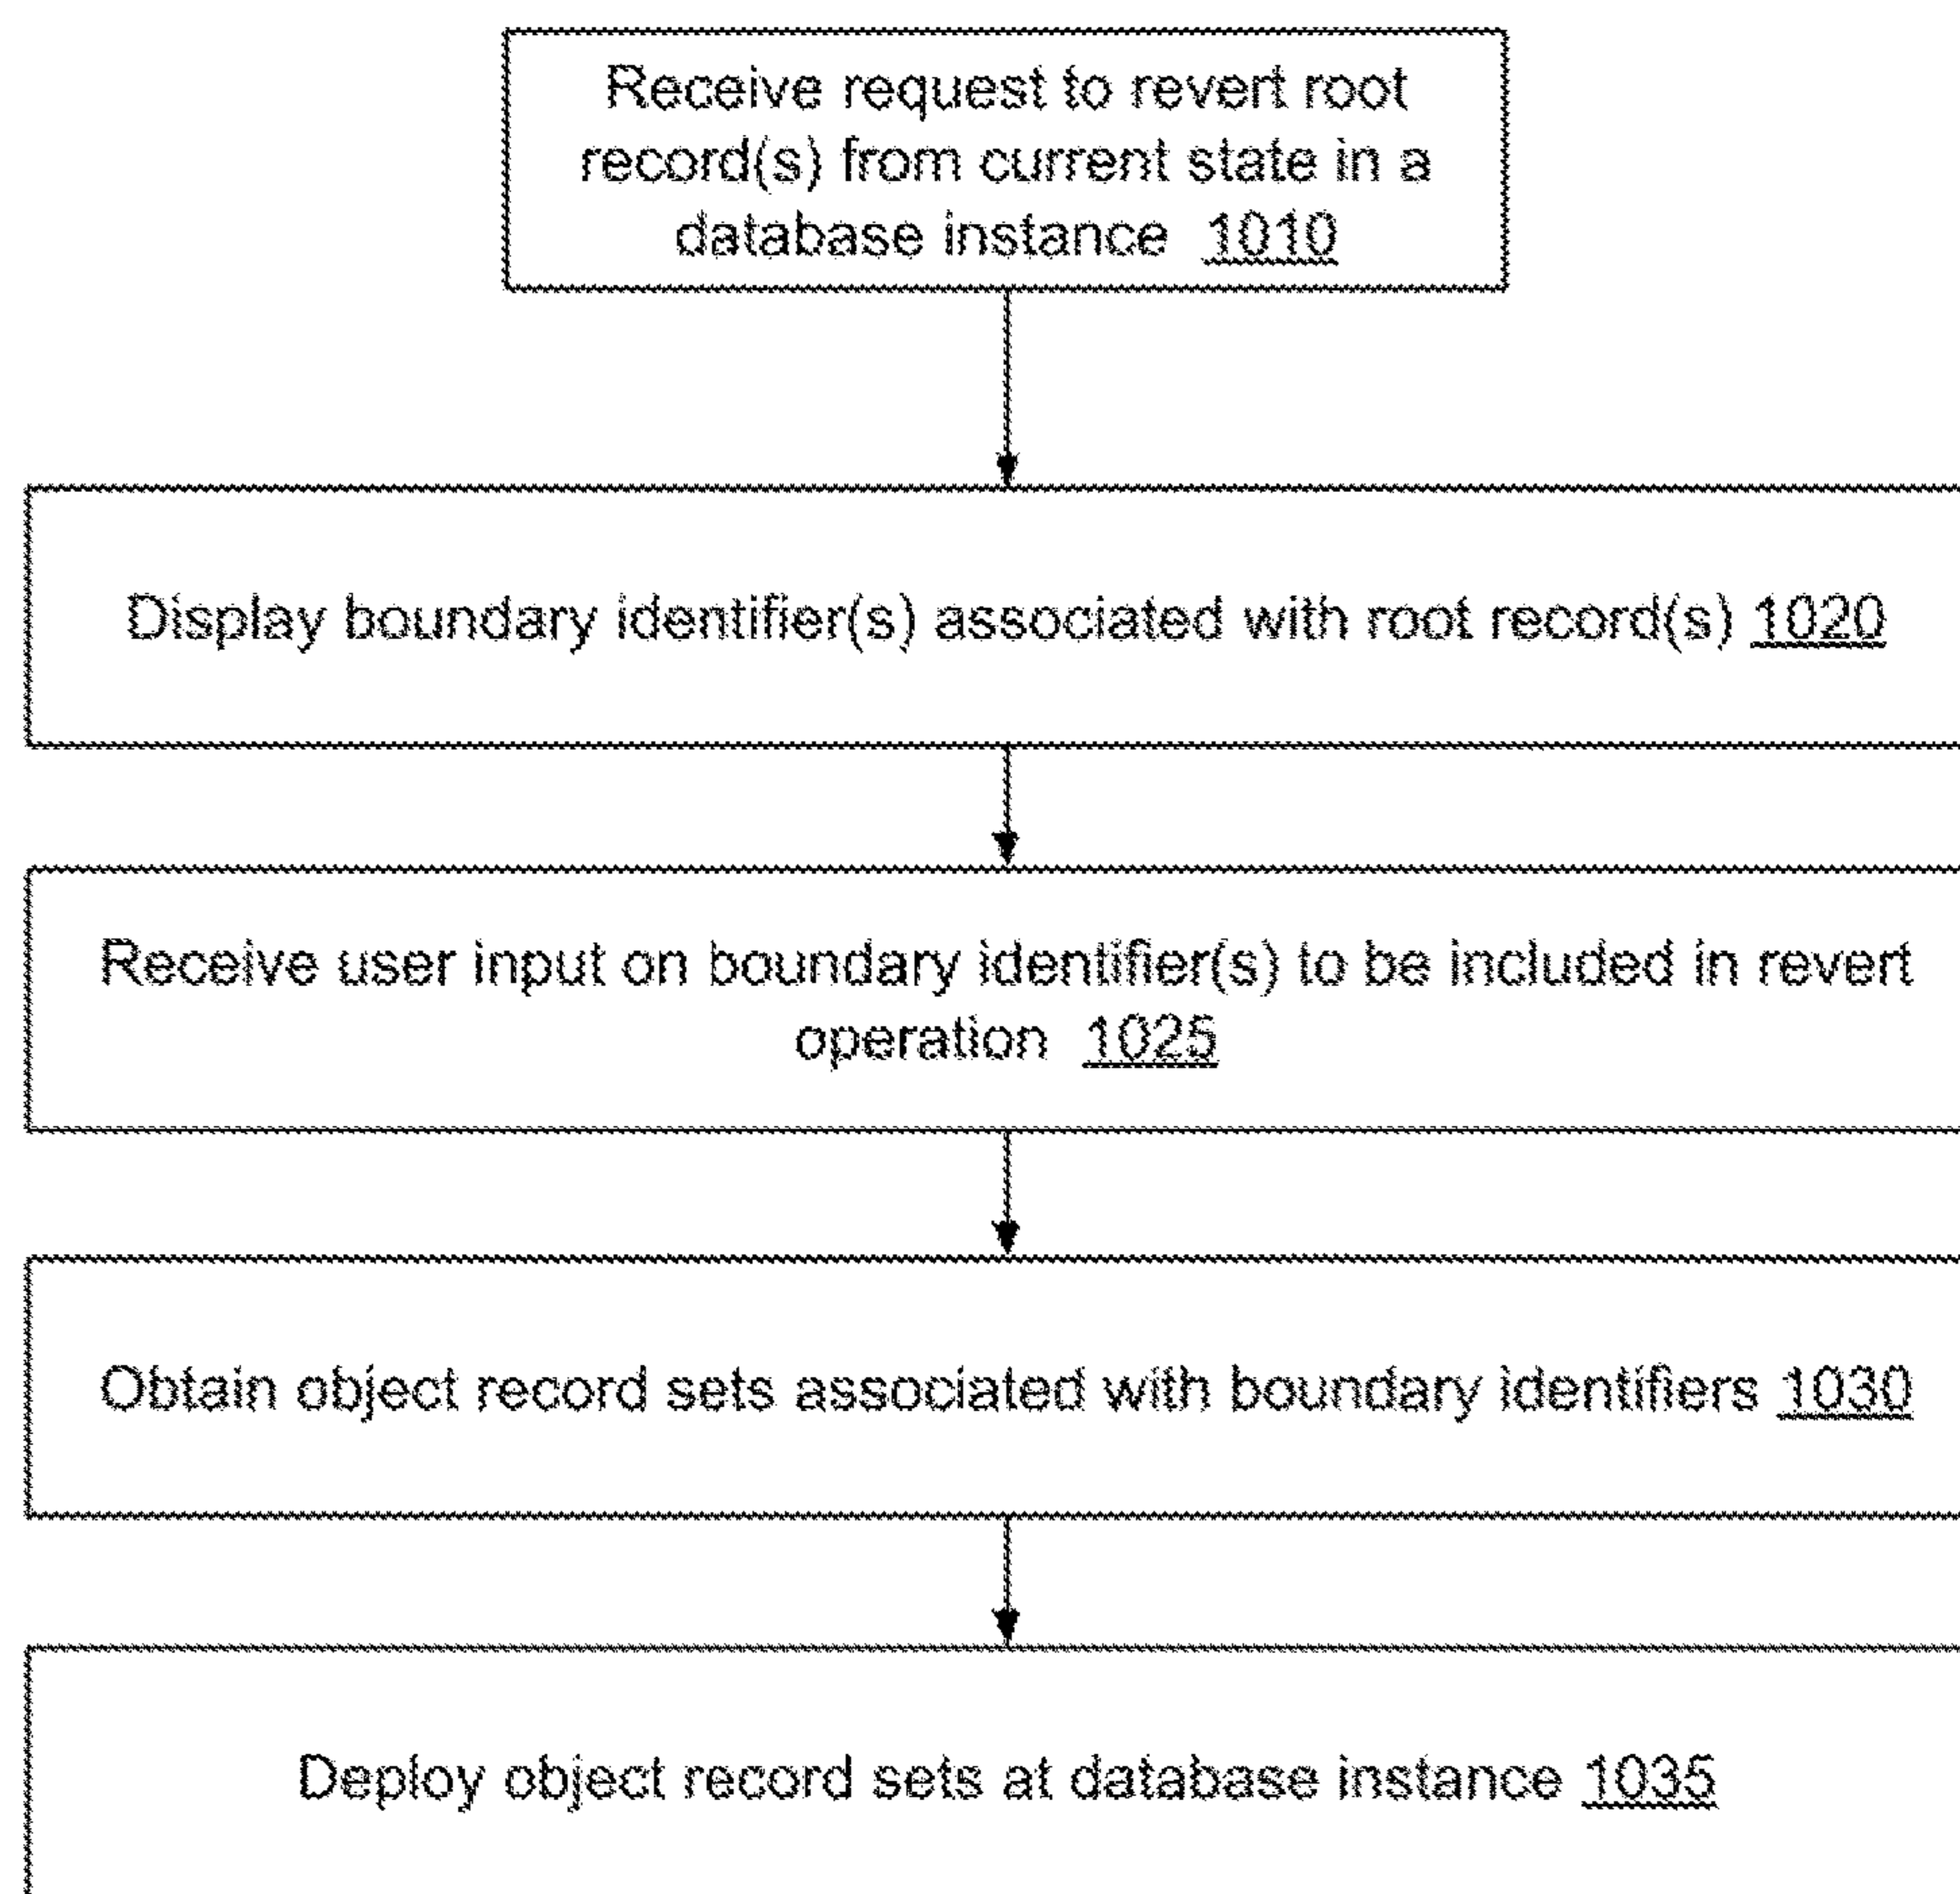 Receive request to revert root
record(s) from current state in a
database instance 1010
Display boundary identifier(s) associated with root record(s) 1020
Receive user input on boundary identifier(s) to be included in revert
operation 1025
Obtain object record sets associated with boundary identifiers 1030
Deploy object record sets at database instance 1035